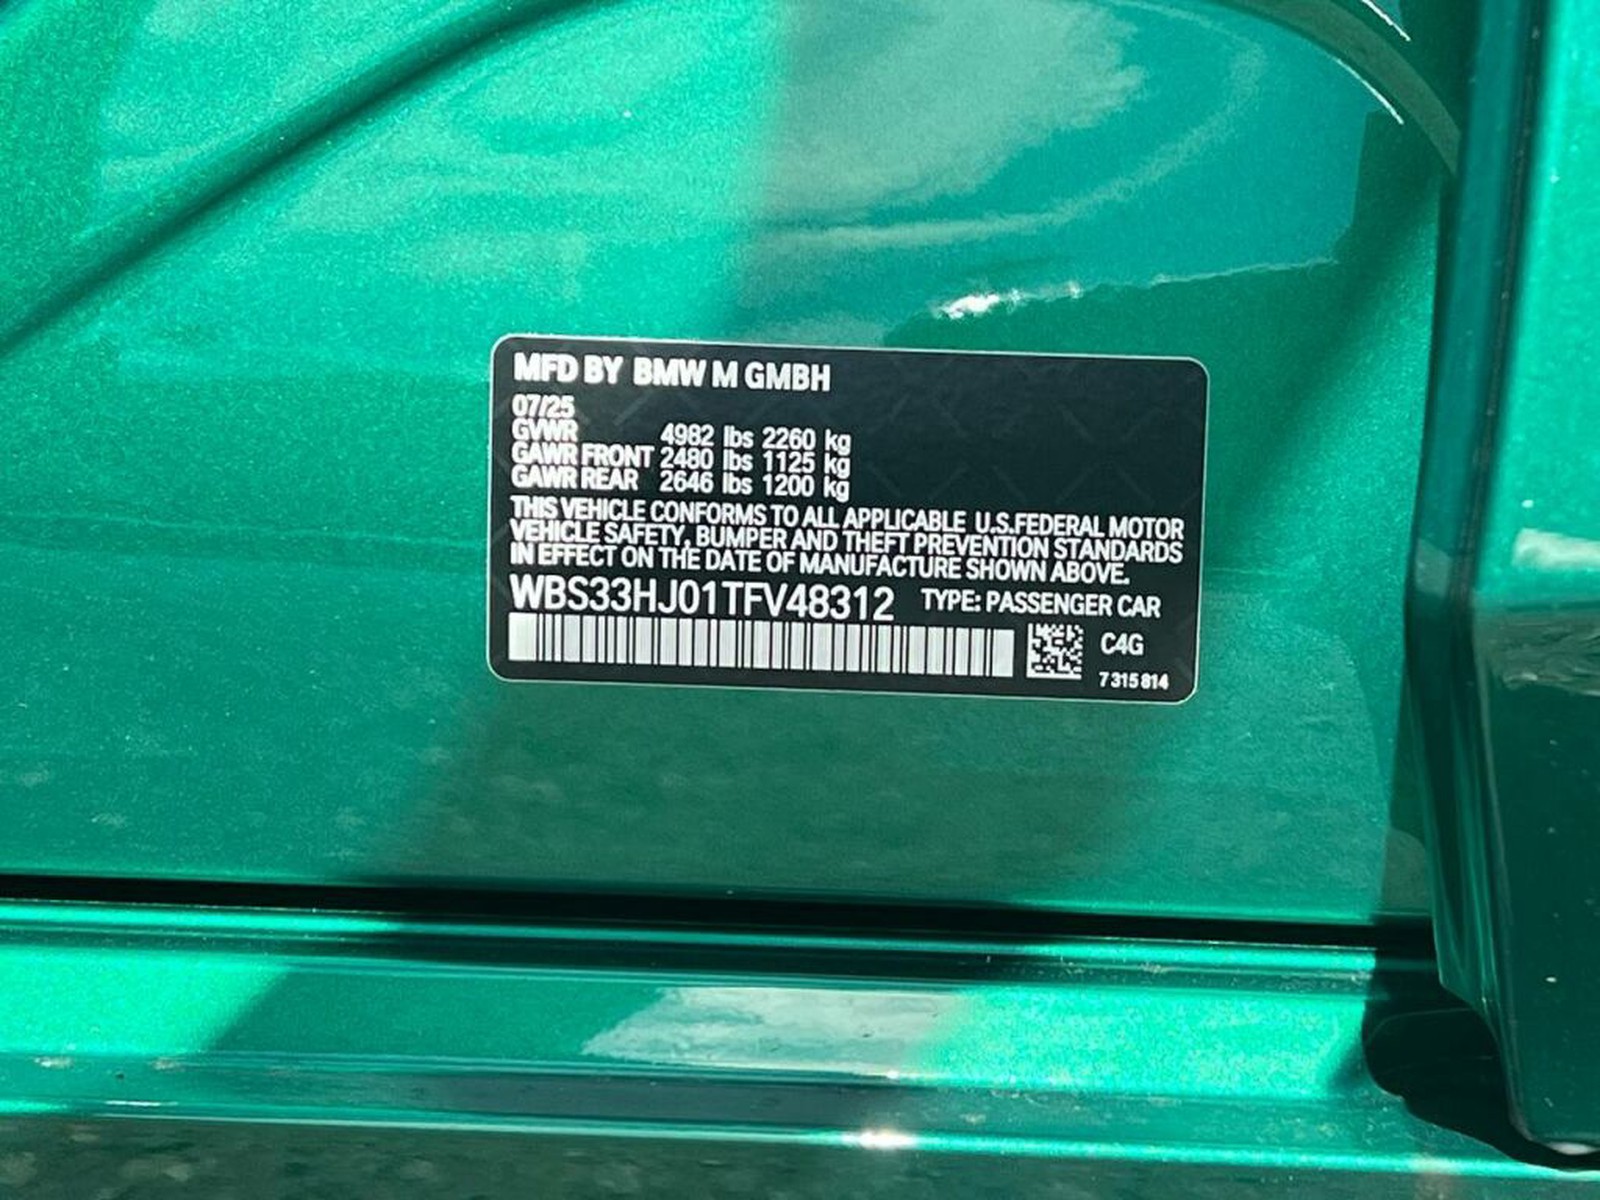 MFD BY BMW M GMBH
07/25
GVWR 4982 lbs 2260 kg
GAWR FRONT 2480 lbs 1125 kg
GAWR REAR 2646 lbs 1200 kg
THIS VEHICLE CONFORMS TO ALL APPLICABLE U.S.FEDERAL MOTOR
VEHICLE SAFETY, BUMPER AND THEFT PREVENTION STANDARDS
IN EFFECT ON THE DATE OF MANUFACTURE SHOWN ABOVE.
WBS33HJ01TFV48312 TYPE: PASSENGER CAR
C4G
7 315 814